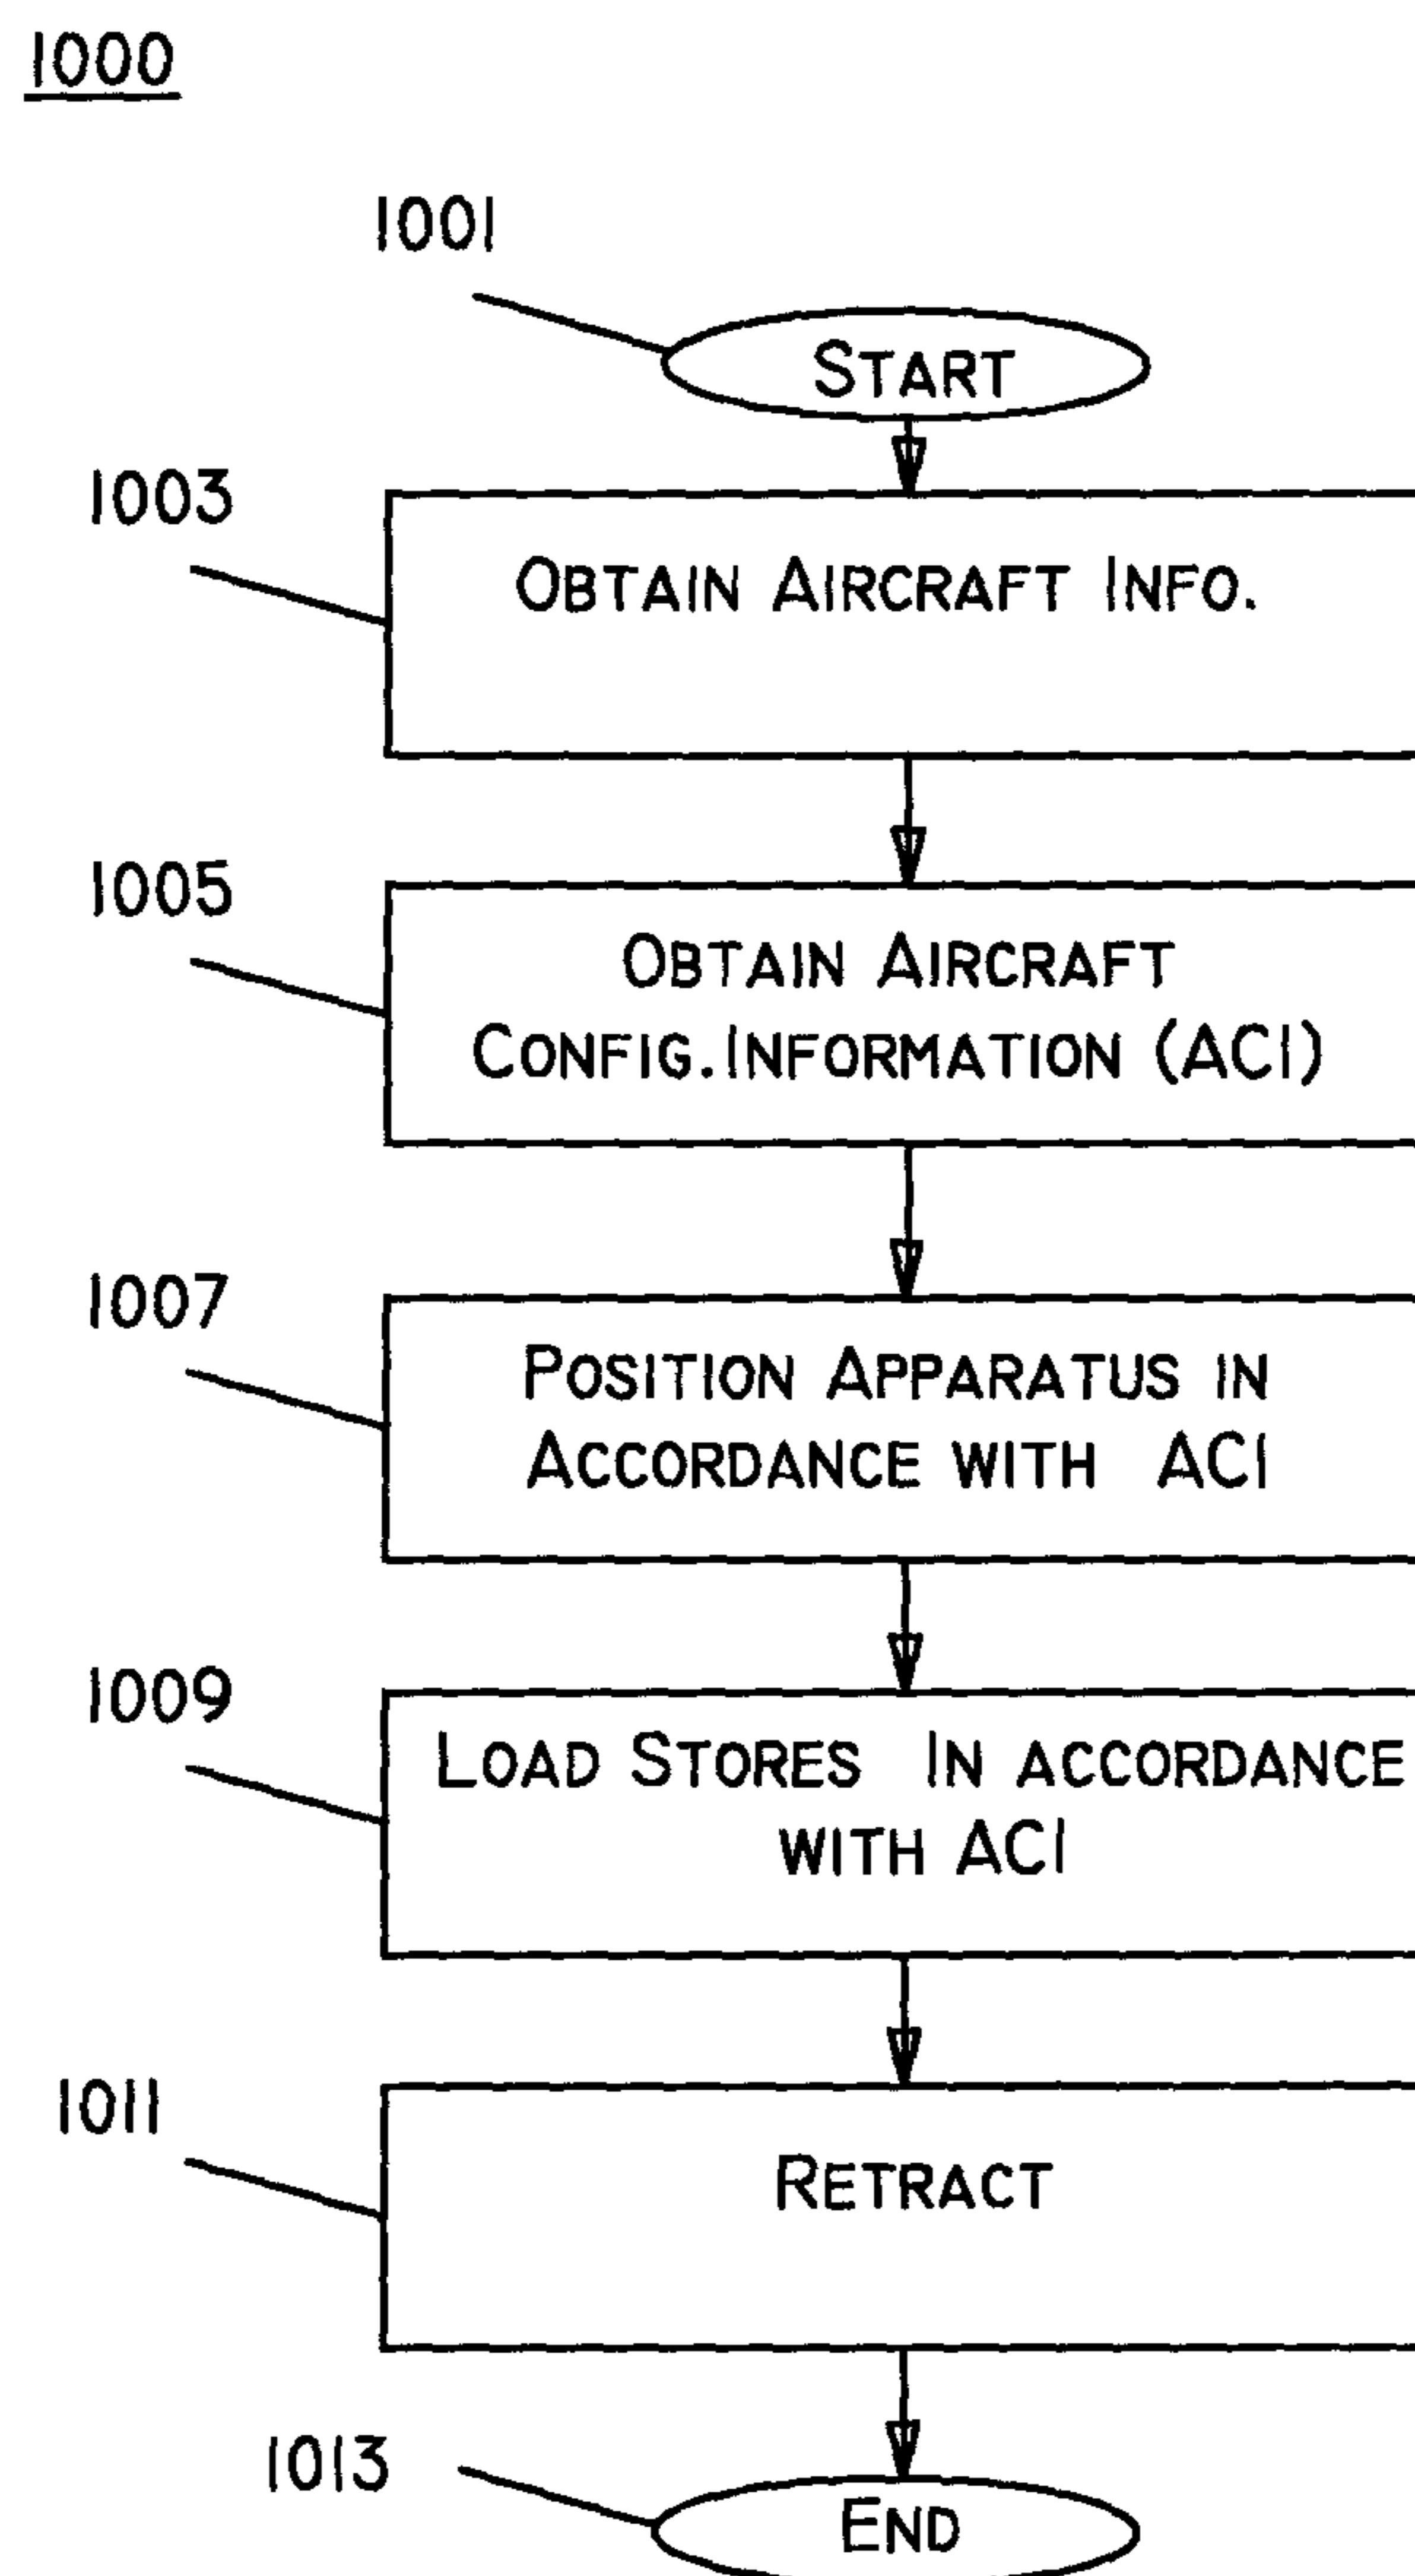 1000
1001
START
1003
OBTAIN AIRCRAFT INFO.
1005
OBTAIN AIRCRAFT
CONFIG. INFORMATION (ACI)
1007
POSITION APPARATUS IN
ACCORDANCE WITH ACI
1009
LOAD STORES IN ACCORDANCE
WITH ACI
1011
RETRACT
1013
END